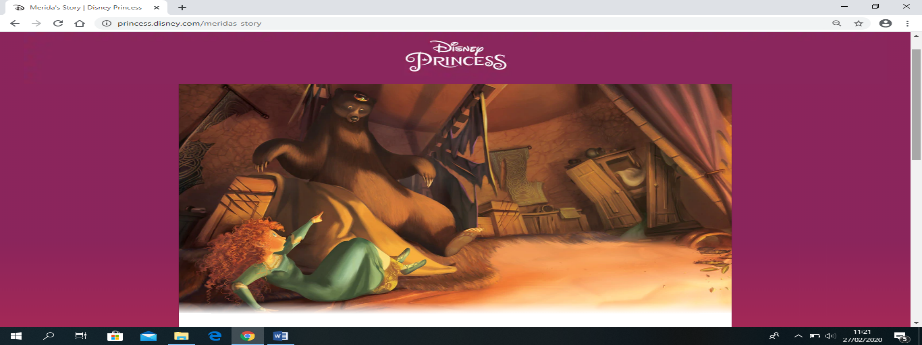 Merida's Story | Disney Princess
princess.disney.com/meridas-story
Disney
PRINCESS
11:21
27/02/2020